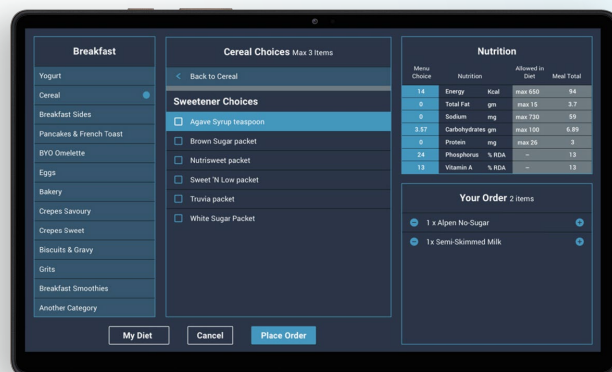 Breakfast
Yogurt
Cereal
Breakfast Sides
Pancakes & French Toast
BYO Omelette
Eggs
Bakery
Crepes Savoury
Crepes Sweet
Biscuits & Gravy
Grits
Breakfast Smoothies
Another Category
Cereal Choices Max 3 Items
< Back to Cereal
Sweetener Choices
Agave Syrup teaspoon
Brown Sugar packet
Nutrisweet packet
Sweet 'N Low packet
Truvia packet
White Sugar Packet
Nutrition
Menu Choice Nutrition Allowed in Diet Meal Total
14 Energy Kcal max 650 94
0 Total Fat gm max 15 3.7
0 Sodium mg max 730 59
3.57 Carbohydrates gm max 100 6.89
0 Protein mg max 26 3
24 Phosphorus % RDA – 13
13 Vitamin A % RDA – 13
Your Order 2 items
1 x Alpen No-Sugar
1x Semi-Skimmed Milk
My Diet
Cancel
Place Order